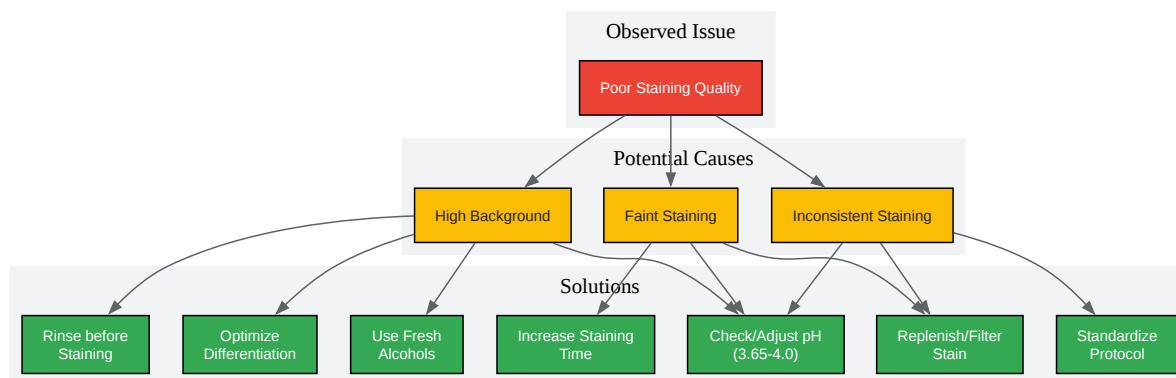 Observed Issue
Poor Staining Quality
Potential Causes
High Background
Faint Staining
Inconsistent Staining
Solutions
Rinse before
Staining
Optimize
Differentiation
Use Fresh
Alcohols
Increase Staining
Time
Check/Adjust pH
(3.65-4.0)
Replenish/Filter
Stain
Standardize
Protocol